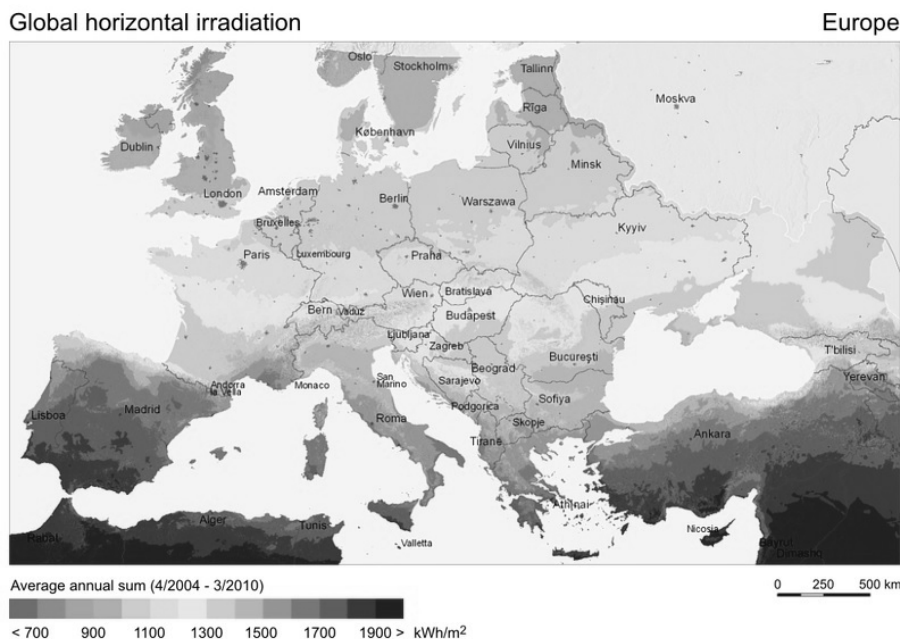 Global horizontal irradiation Europe
Oslo
Stockholm
Tallinn
Rīga
Moskva
København
Dublin
Vilnius
Minsk
London
Amsterdam
Berlin
Warszawa
Bruxelles
Kyyiv
Paris
Luxembourg
Praha
Wien
Bratislava
Chișinău
Bern
Vaduz
Budapest
Ljubljana
Zagreb
T'bilisi
București
Beograd
Yerevan
San
Marino
Andorra
la Vella
Monaco
Sarajevo
Lisboa
Madrid
Podgorica
Sofiya
Roma
Skopje
Ankara
Tiranë
Athínai
Alger
Tunis
Nicosia
Rabat
Valletta
Bayrut
Dimashq
Average annual sum (4/2004 - 3/2010)
0 250 500 km
< 700 900 1100 1300 1500 1700 1900 > kWh/m²